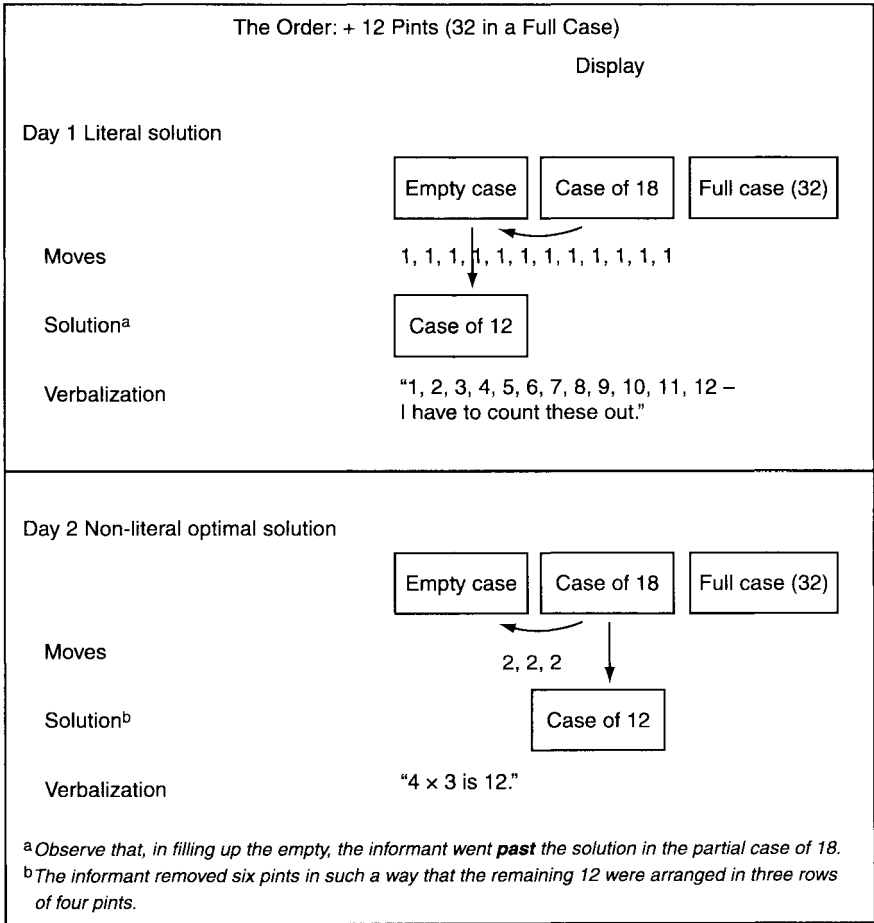 The Order: + 12 Pints (32 in a Full Case)
Display
Day 1 Literal solution
Empty case
Case of 18
Full case (32)
Moves
1, 1, 1, 1, 1, 1, 1, 1, 1, 1, 1, 1
Solutionᵃ
Case of 12
Verbalization
“1, 2, 3, 4, 5, 6, 7, 8, 9, 10, 11, 12 –
I have to count these out.”
Day 2 Non-literal optimal solution
Empty case
Case of 18
Full case (32)
Moves
2, 2, 2
Solutionᵇ
Case of 12
Verbalization
“4 × 3 is 12.”
ᵃ Observe that, in filling up the empty, the informant went past the solution in the partial case of 18.
ᵇ The informant removed six pints in such a way that the remaining 12 were arranged in three rows
of four pints.